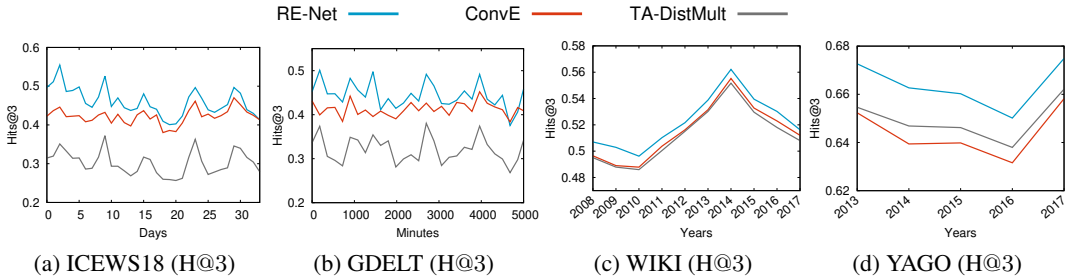 RE-Net ConvE TA-DistMult
Hits@3
0.6
0.5
0.4
0.3
0.2
0 5 10 15 20 25 30
Days
(a) ICEWS18 (H@3)
Hits@3
0.5
0.4
0.3
0.2
0 1000 2000 3000 4000 5000
Minutes
(b) GDELT (H@3)
Hits@3
0.58
0.56
0.54
0.52
0.5
0.48
0.46
2008 2009 2010 2011 2012 2013 2014 2015 2016 2017
Years
(c) WIKI (H@3)
Hits@3
0.68
0.66
0.64
0.62
2013 2014 2015 2016 2017
Years
(d) YAGO (H@3)